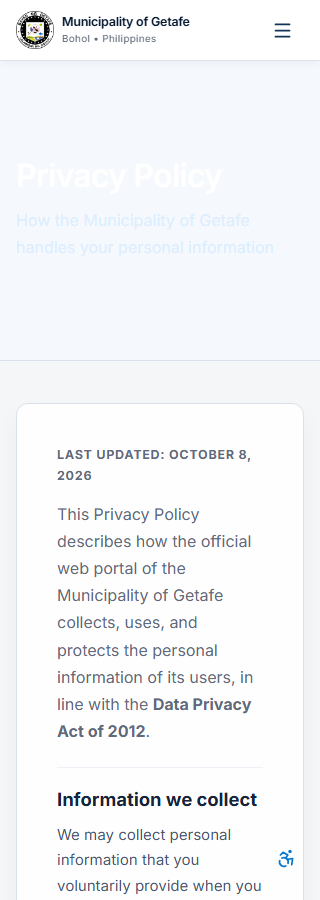 Municipality of Getafe
Bohol • Philippines
Privacy Policy
How the Municipality of Getafe
handles your personal information
LAST UPDATED: OCTOBER 8,
2026
This Privacy Policy
describes how the official
web portal of the
Municipality of Getafe
collects, uses, and
protects the personal
information of its users, in
line with the Data Privacy
Act of 2012.
Information we collect
We may collect personal
information that you
voluntarily provide when you